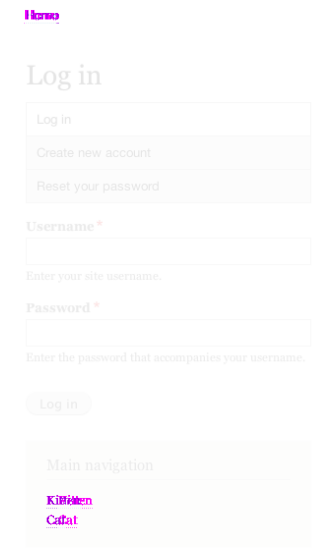 Log in
Log in
Create new account
Reset your password
Username *
Enter your site username.
Password *
Enter the password that accompanies your username.
Log in
Main navigation